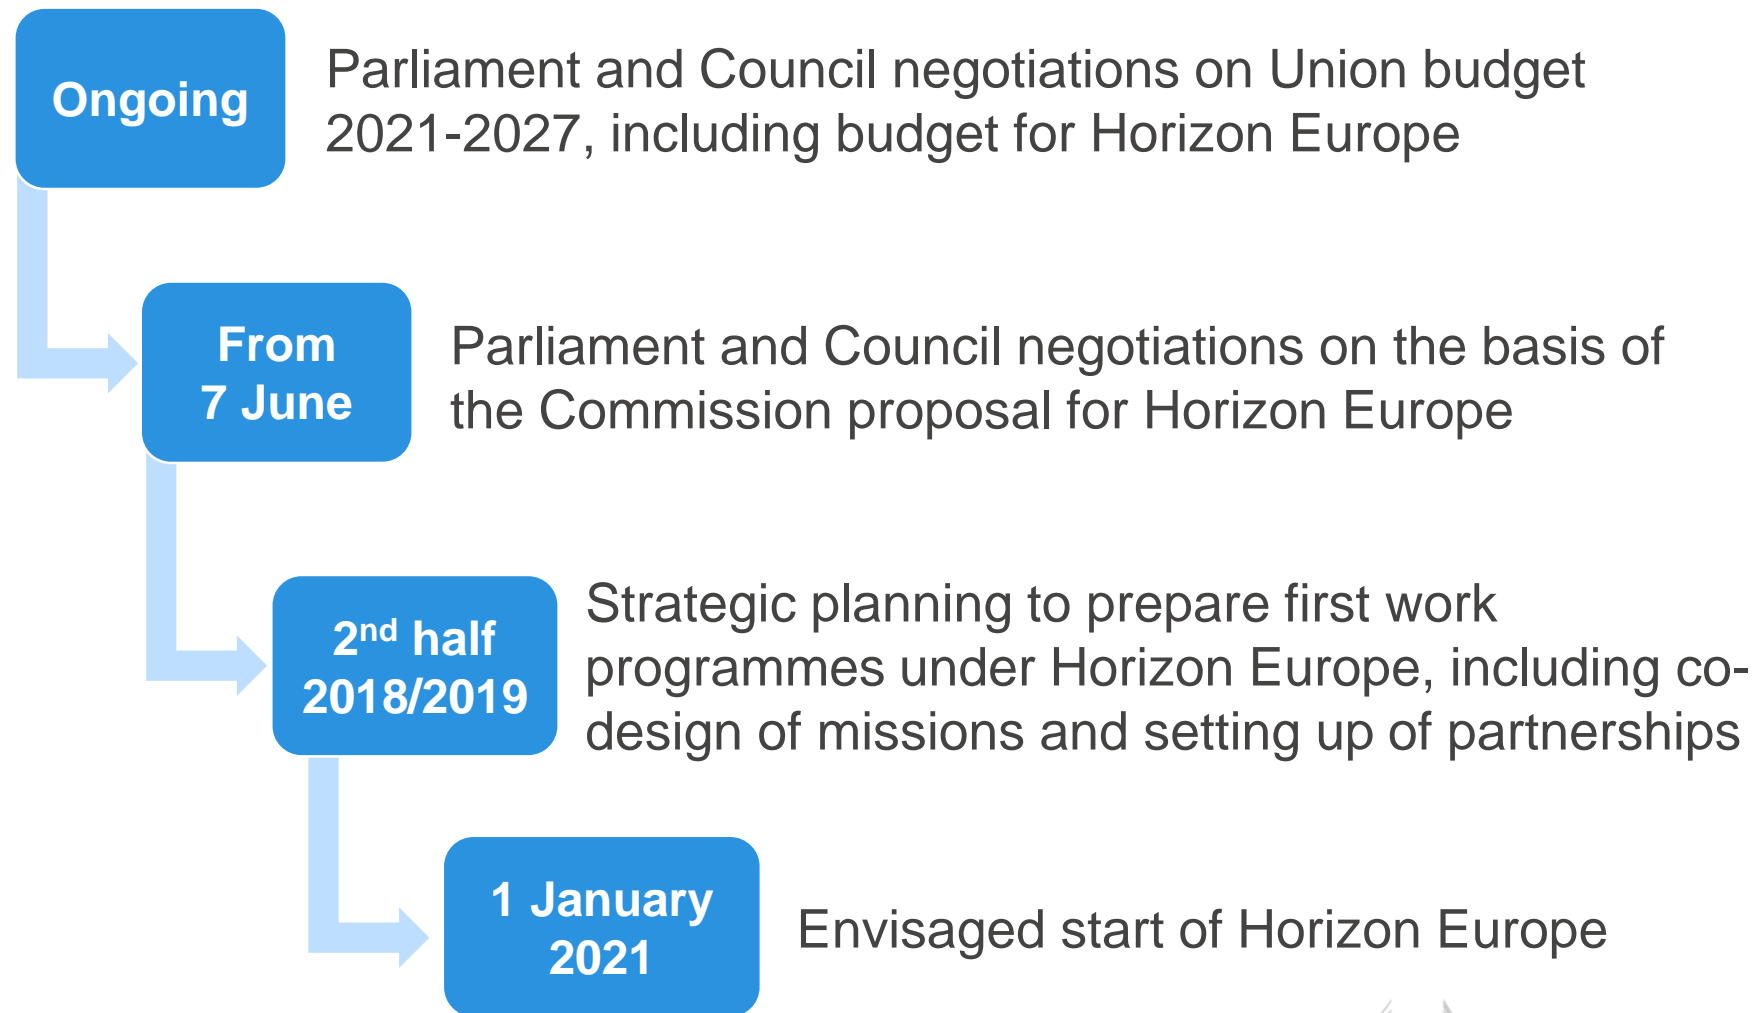 Ongoing
Parliament and Council negotiations on Union budget
2021-2027, including budget for Horizon Europe
From
7 June
Parliament and Council negotiations on the basis of
the Commission proposal for Horizon Europe
2nd half
2018/2019
Strategic planning to prepare first work
programmes under Horizon Europe, including co-
design of missions and setting up of partnerships
1 January
2021
Envisaged start of Horizon Europe